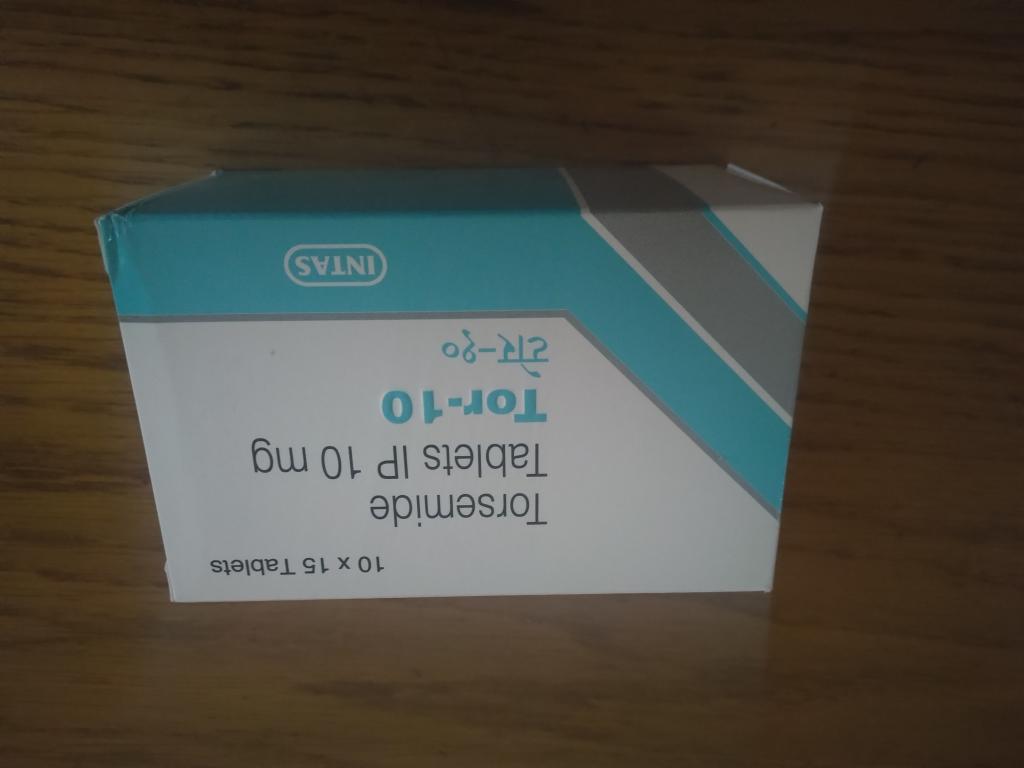 10 x 15 Tablets
Torsemide
Tablets IP 10 mg
Tor-10
टॉर-१०
INTAS